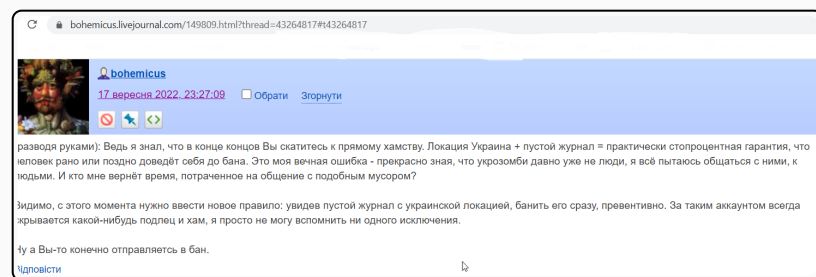 bohemicus.livejournal.com/149809.html?thread=43264817#t43264817
bohemicus
17 вересня 2022, 23:27:09 Обрати Згорнути
разводя руками): Ведь я знал, что в конце концов Вы скатитесь к прямому хамству. Локация Украина + пустой журнал = практически стопроцентная гарантия, что
человек рано или поздно доведёт себя до бана. Это моя вечная ошибка - прекрасно зная, что укрозомби давно уже не люди, я всё пытаюсь общаться с ними, к
людьми. И кто мне вернёт время, потраченное на общение с подобным мусором?
Видимо, с этого момента нужно ввести новое правило: увидев пустой журнал с украинской локацией, банить его сразу, превентивно. За таким аккаунтом всегда
скрывается какой-нибудь подлец и хам, я просто не могу вспомнить ни одного исключения.
Ну а Вы-то конечно отправляетсь в бан.
Відповісти